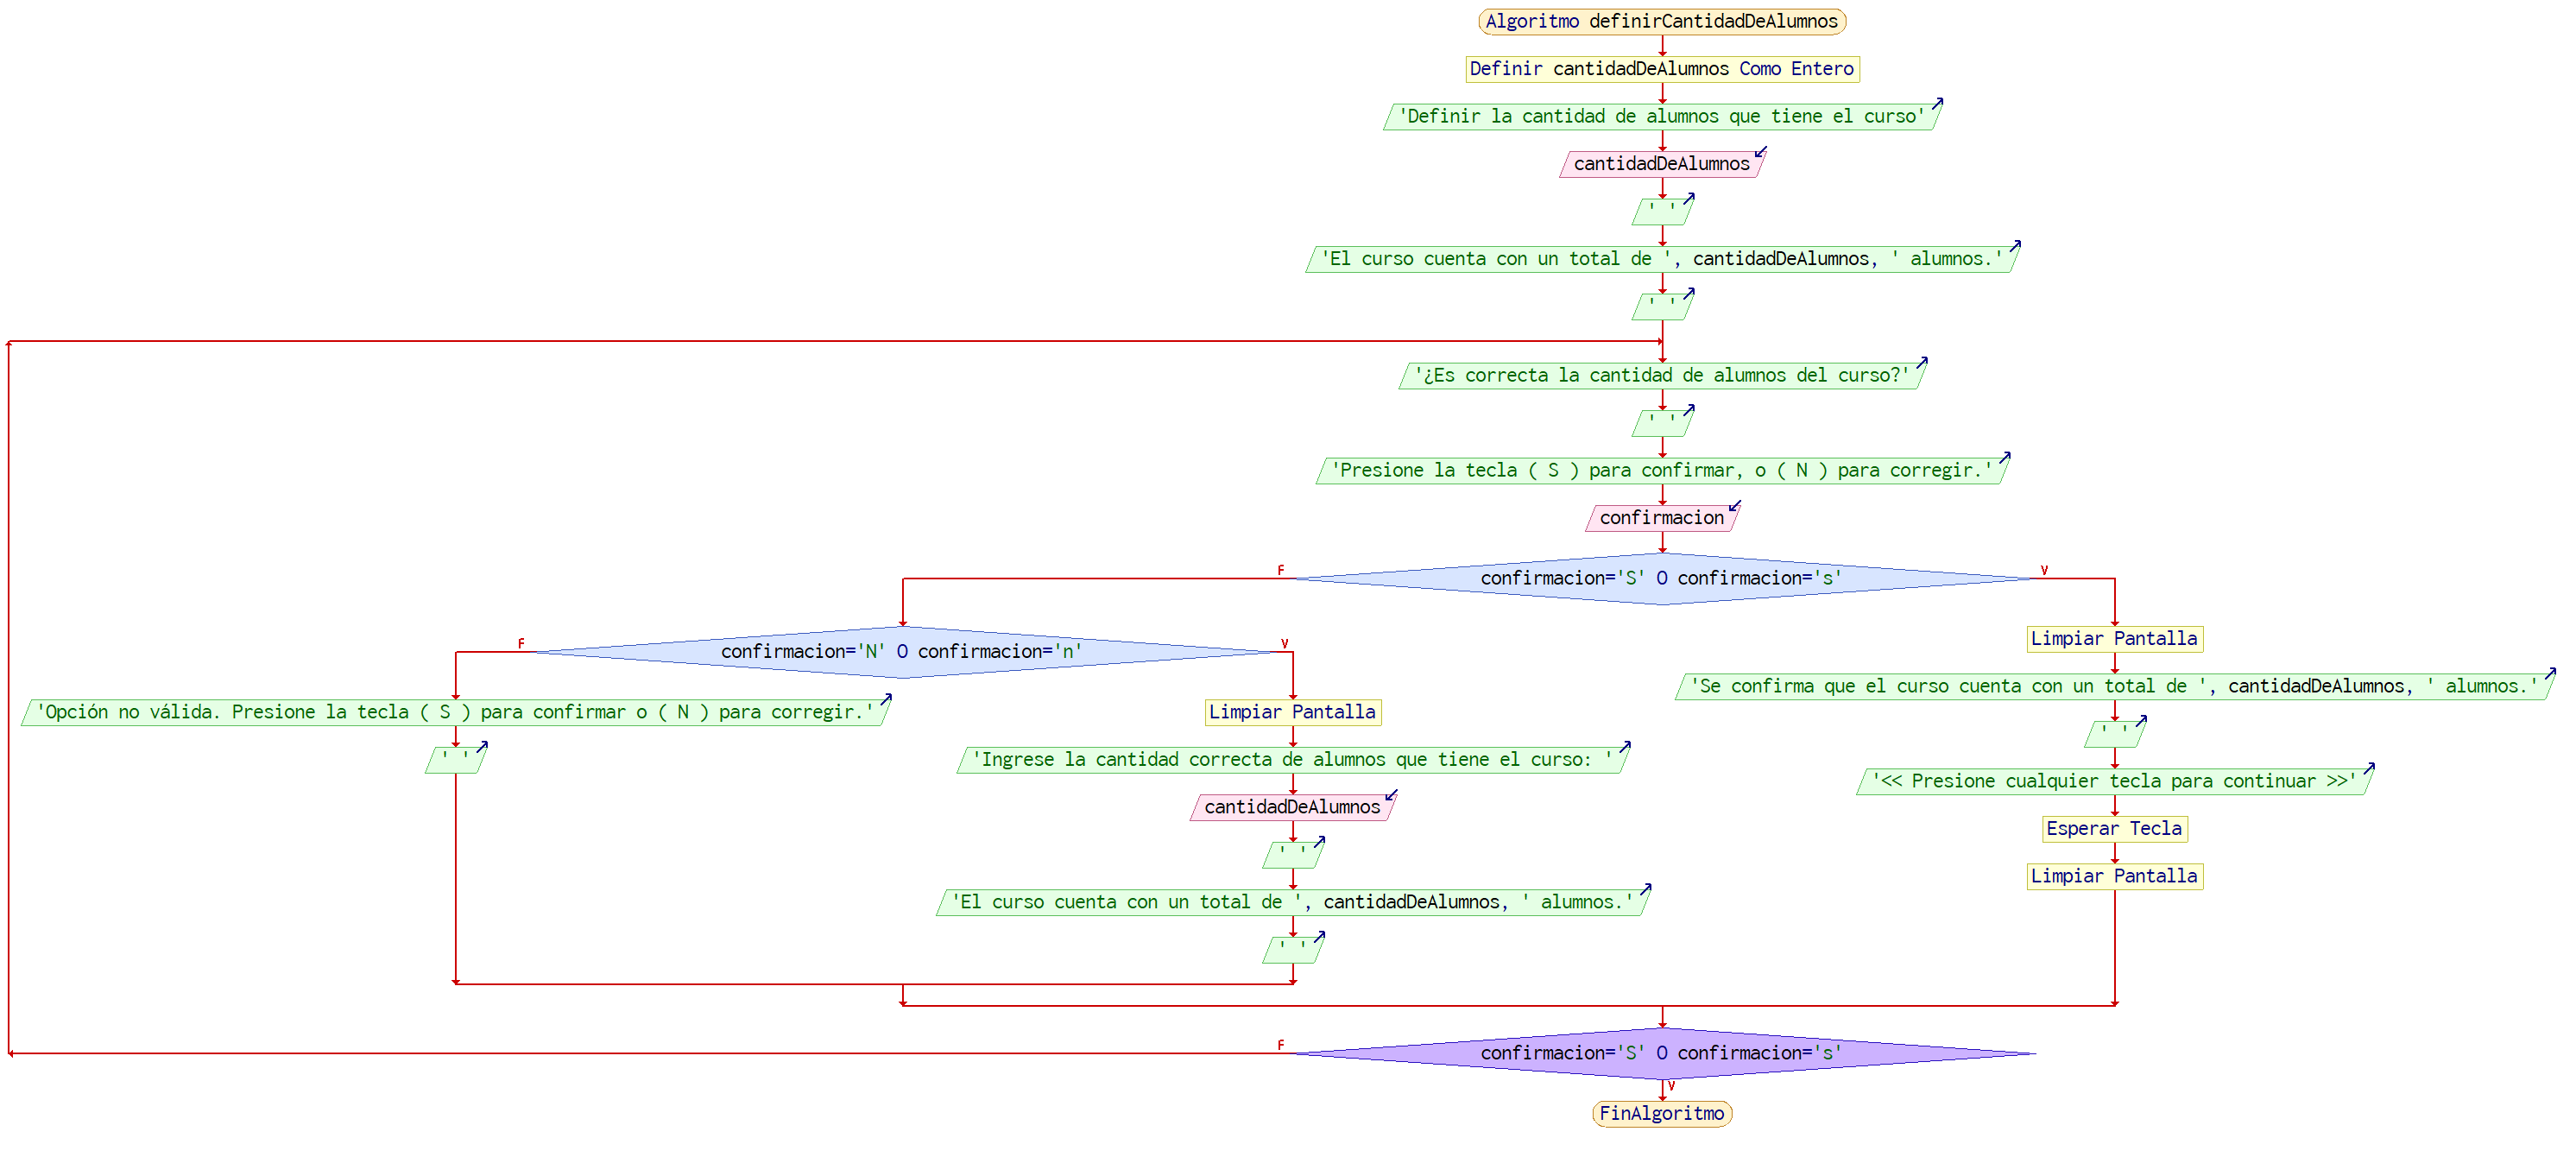 Algoritmo definirCantidadDeAlumnos
Definir cantidadDeAlumnos Como Entero
'Definir la cantidad de alumnos que tiene el curso'
cantidadDeAlumnos
' '
'El curso cuenta con un total de ', cantidadDeAlumnos, ' alumnos.'
' '
'¿Es correcta la cantidad de alumnos del curso?'
' '
'Presione la tecla ( S ) para confirmar, o ( N ) para corregir.'
confirmacion
F
confirmacion='S' O confirmacion='s'
V
F
confirmacion='N' O confirmacion='n'
V
'Opción no válida. Presione la tecla ( S ) para confirmar o ( N ) para corregir.'
' '
Limpiar Pantalla
'Ingrese la cantidad correcta de alumnos que tiene el curso: '
cantidadDeAlumnos
' '
'El curso cuenta con un total de ', cantidadDeAlumnos, ' alumnos.'
' '
Limpiar Pantalla
'Se confirma que el curso cuenta con un total de ', cantidadDeAlumnos, ' alumnos.'
' '
'<< Presione cualquier tecla para continuar >>'
Esperar Tecla
Limpiar Pantalla
F
confirmacion='S' O confirmacion='s'
V
FinAlgoritmo